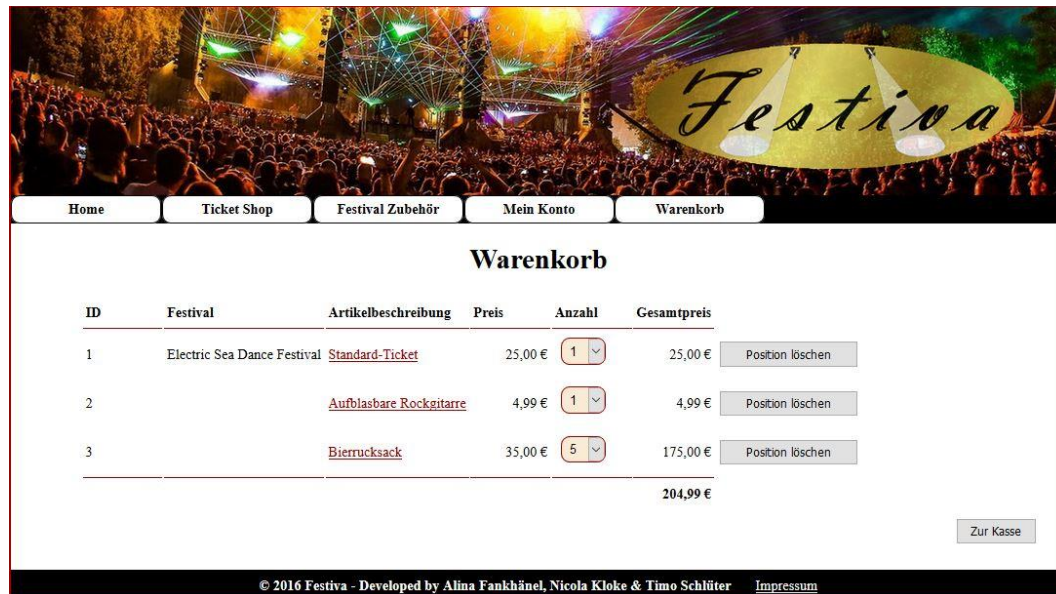 Festiva
Home Ticket Shop Festival Zubehör Mein Konto Warenkorb
Warenkorb
ID Festival Artikelbeschreibung Preis Anzahl Gesamtpreis
1 Electric Sea Dance Festival Standard-Ticket 25,00 € 1 25,00 € Position löschen
2 Aufblasbare Rockgitarre 4,99 € 1 4,99 € Position löschen
3 Bierrucksack 35,00 € 5 175,00 € Position löschen
204,99 €
Zur Kasse
© 2016 Festiva - Developed by Alina Fankhänel, Nicola Kloke & Timo Schlüter Impressum